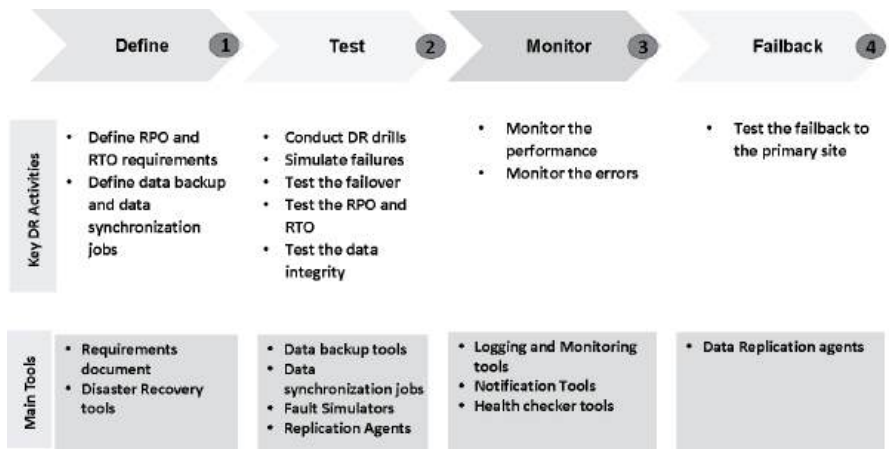 Define 1
Test 2
Monitor 3
Failback 4
Key DR Activities
• Define RPO and
RTO requirements
• Define data backup
and data
synchronization
jobs
• Conduct DR drills
• Simulate failures
• Test the failover
• Test the RPO and
RTO
• Test the data
integrity
• Monitor the
performance
• Monitor the errors
• Test the failback to
the primary site
Main Tools
• Requirements
document
• Disaster Recovery
tools
• Data backup tools
• Data
synchronization jobs
• Fault Simulators
• Replication Agents
• Logging and Monitoring
tools
• Notification Tools
• Health checker tools
• Data Replication agents